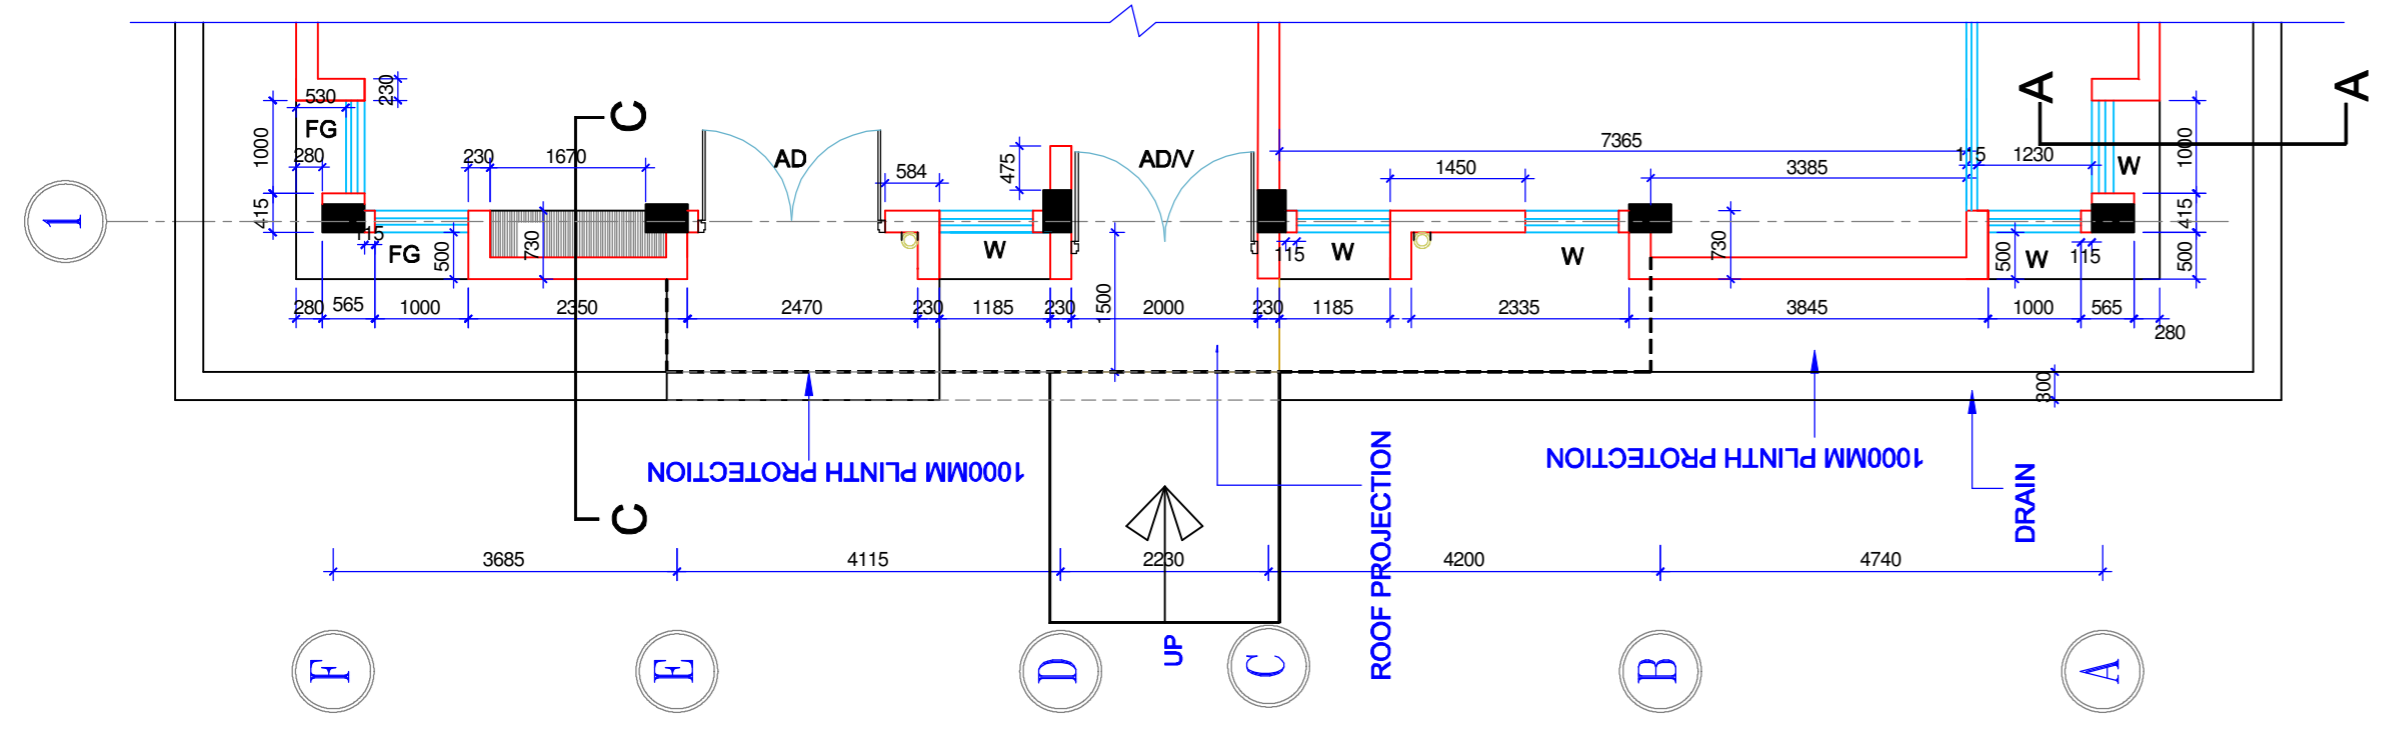 A
A
530
230
C
FG
1000
7365
280
230
1670
AD
475
AD/V
115
1230
W
1000
584
1450
3385
1
415
415
115
FG
500
730
W
115
W
W
730
500
W
115
500
280
565
1000
2350
2470
230
1185
230
1500
2000
230
1185
2335
3845
1000
565
280
300
1000MM PLINTH PROTECTION
1000MM PLINTH PROTECTION
C
ROOF PROJECTION
DRAIN
3685
4115
2230
4200
4740
UP
F
E
D
C
B
A